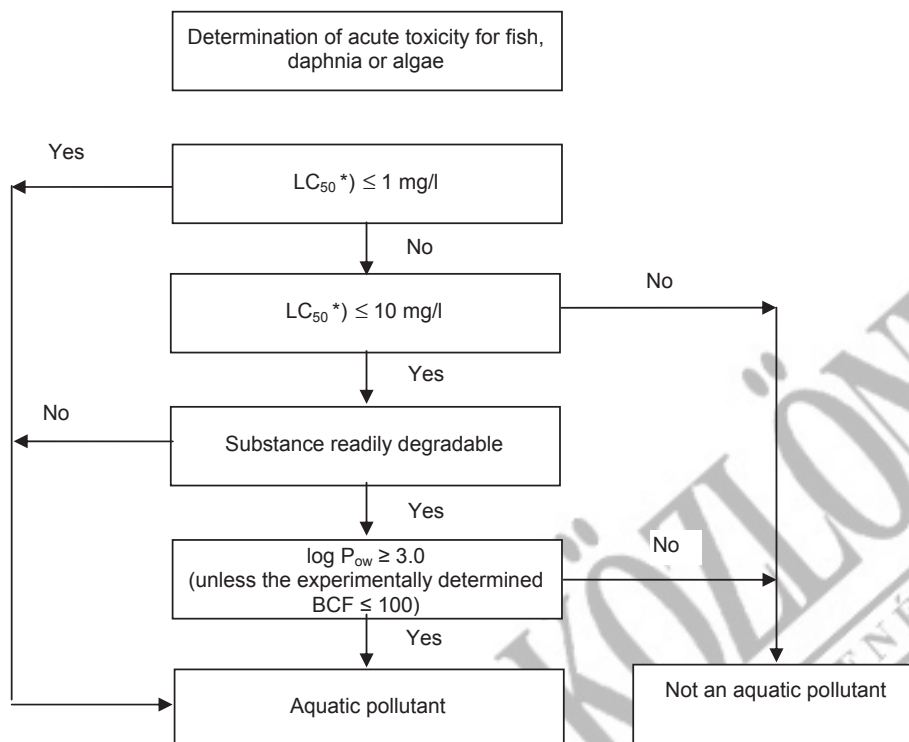 Determination of acute toxicity for fish,
daphnia or algae
Yes
LC₅₀ *) ≤ 1 mg/l
No
LC₅₀ *) ≤ 10 mg/l
No
Yes
No
Substance readily degradable
Yes
log Pₒw ≥ 3.0
(unless the experimentally determined
BCF ≤ 100)
No
Yes
Aquatic pollutant
Not an aquatic pollutant